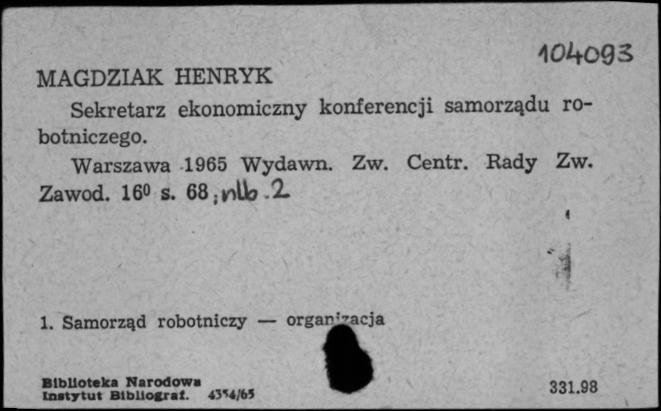 104093
MAGDZIAK HENRYK
Sekretarz ekonomiczny konferencji samorządu ro-
botniczego.
Warszawa 1965 Wydawn. Zw. Centr. Rady Zw.
Zawod. 16⁰ s. 68, nlb. 2
1. Samorząd robotniczy — organizacja
Biblioteka Narodowa
Instytut Bibliograf. 4354/65
331.98